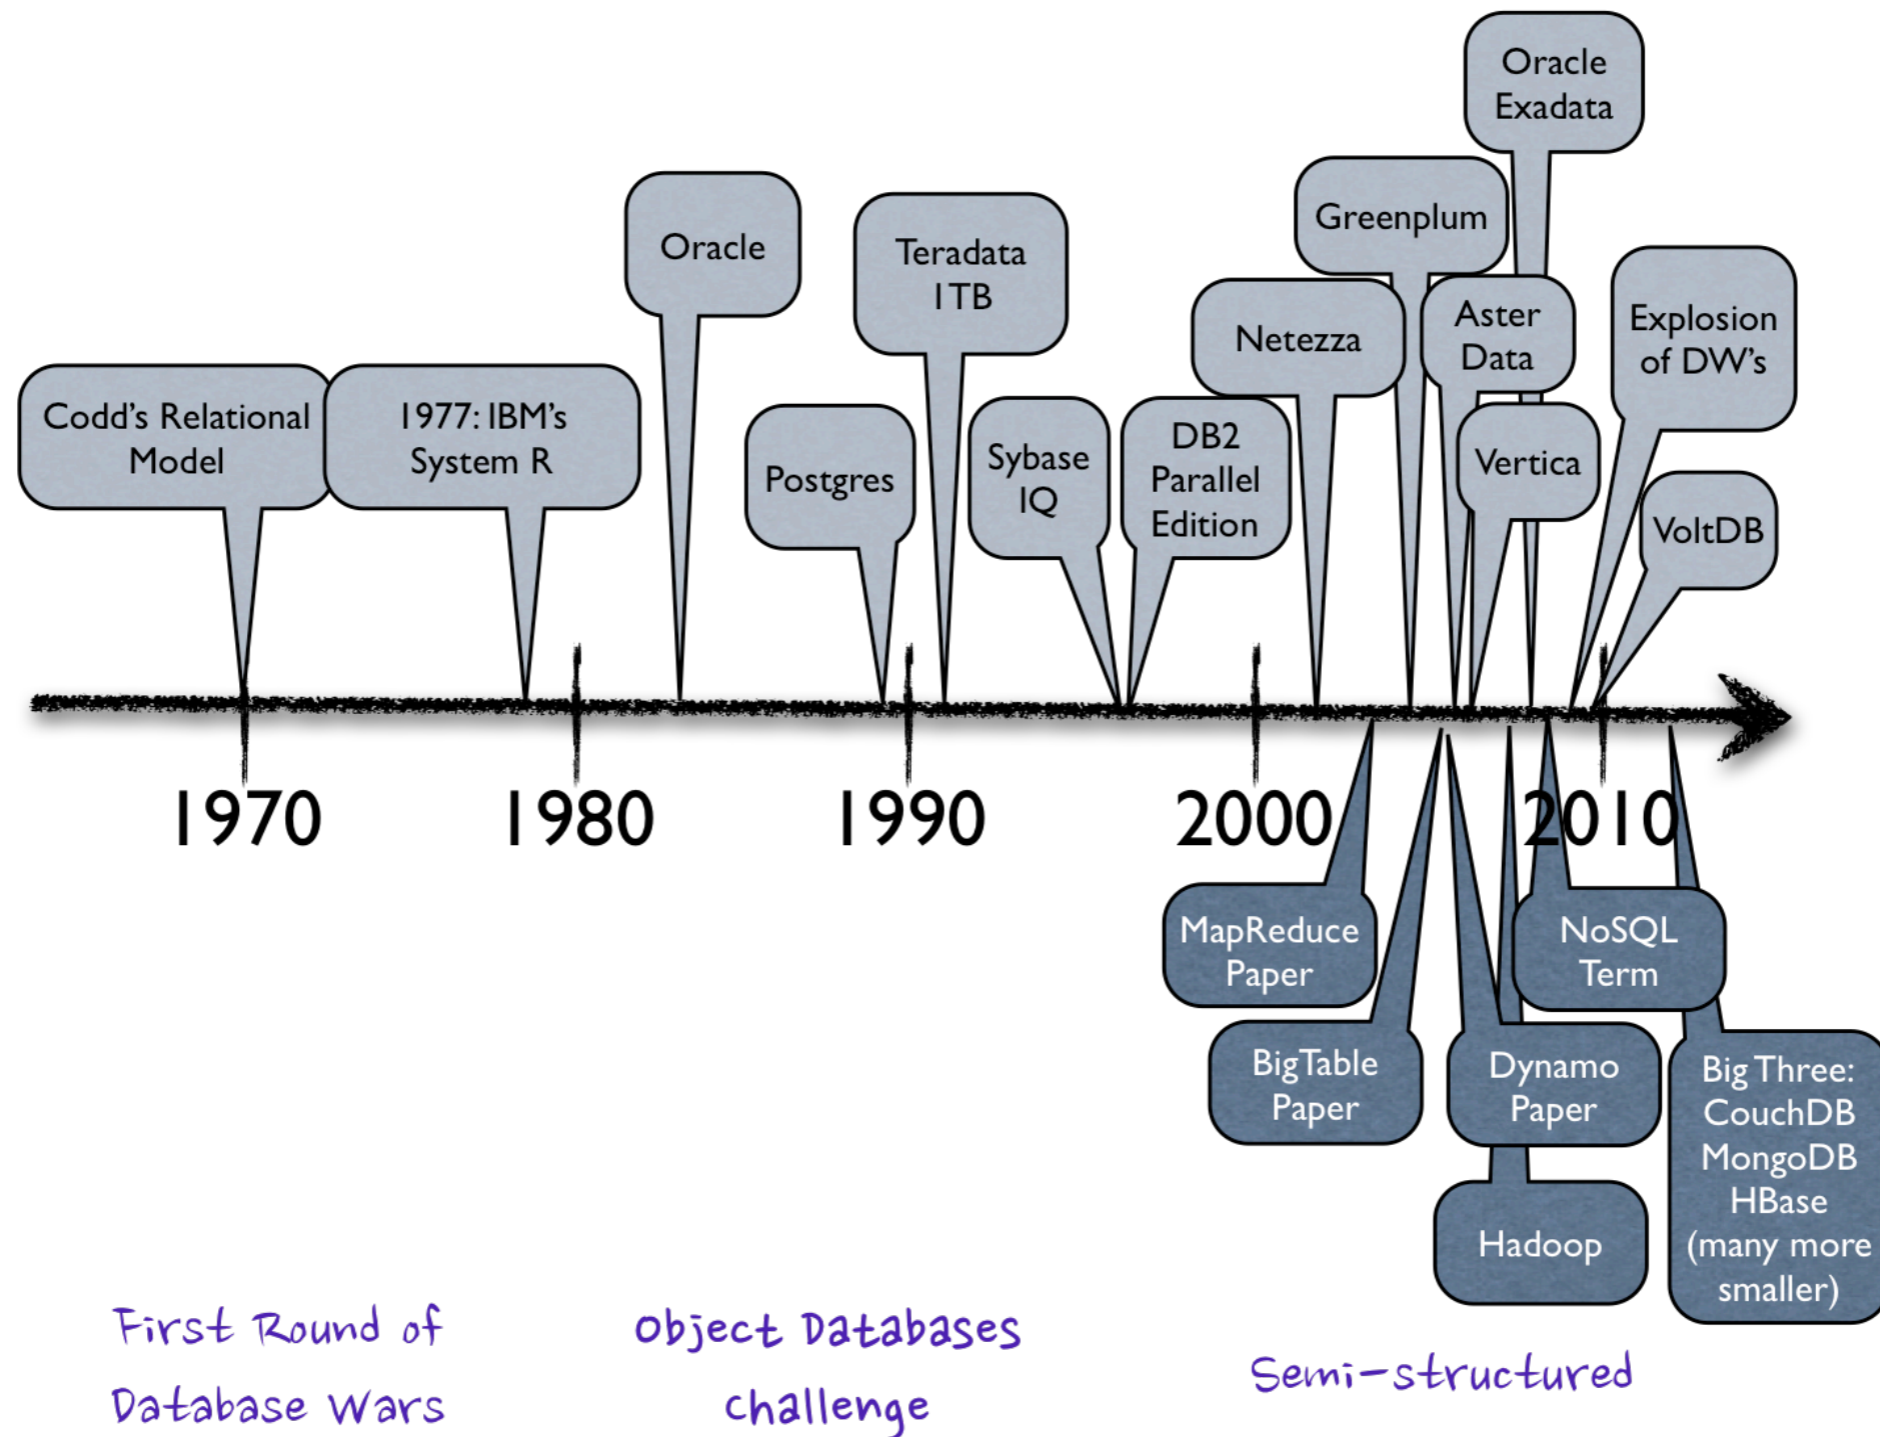 Oracle
Exadata
Greenplum
Oracle
Teradata
1TB
Netezza
Aster
Data
Explosion
of DW's
Codd's Relational
Model
1977: IBM's
System R
Postgres
Sybase
IQ
DB2
Parallel
Edition
Vertica
VoltDB
1970
1980
1990
2000
2010
MapReduce
Paper
NoSQL
Term
BigTable
Paper
Dynamo
Paper
Big Three:
CouchDB
MongoDB
HBase
(many more
smaller)
Hadoop
First Round of
Database Wars
Object Databases
challenge
Semi-structured